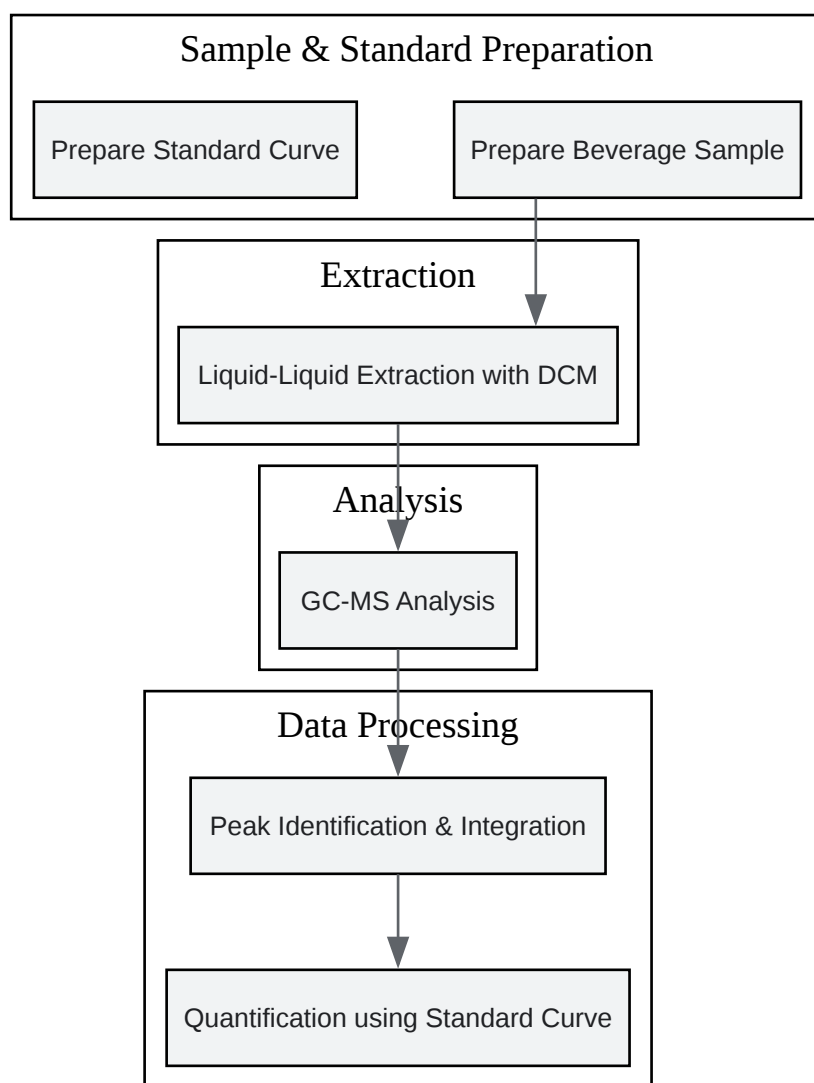 Sample & Standard Preparation
Prepare Standard Curve
Prepare Beverage Sample
Extraction
Liquid-Liquid Extraction with DCM
Analysis
GC-MS Analysis
Data Processing
Peak Identification & Integration
Quantification using Standard Curve